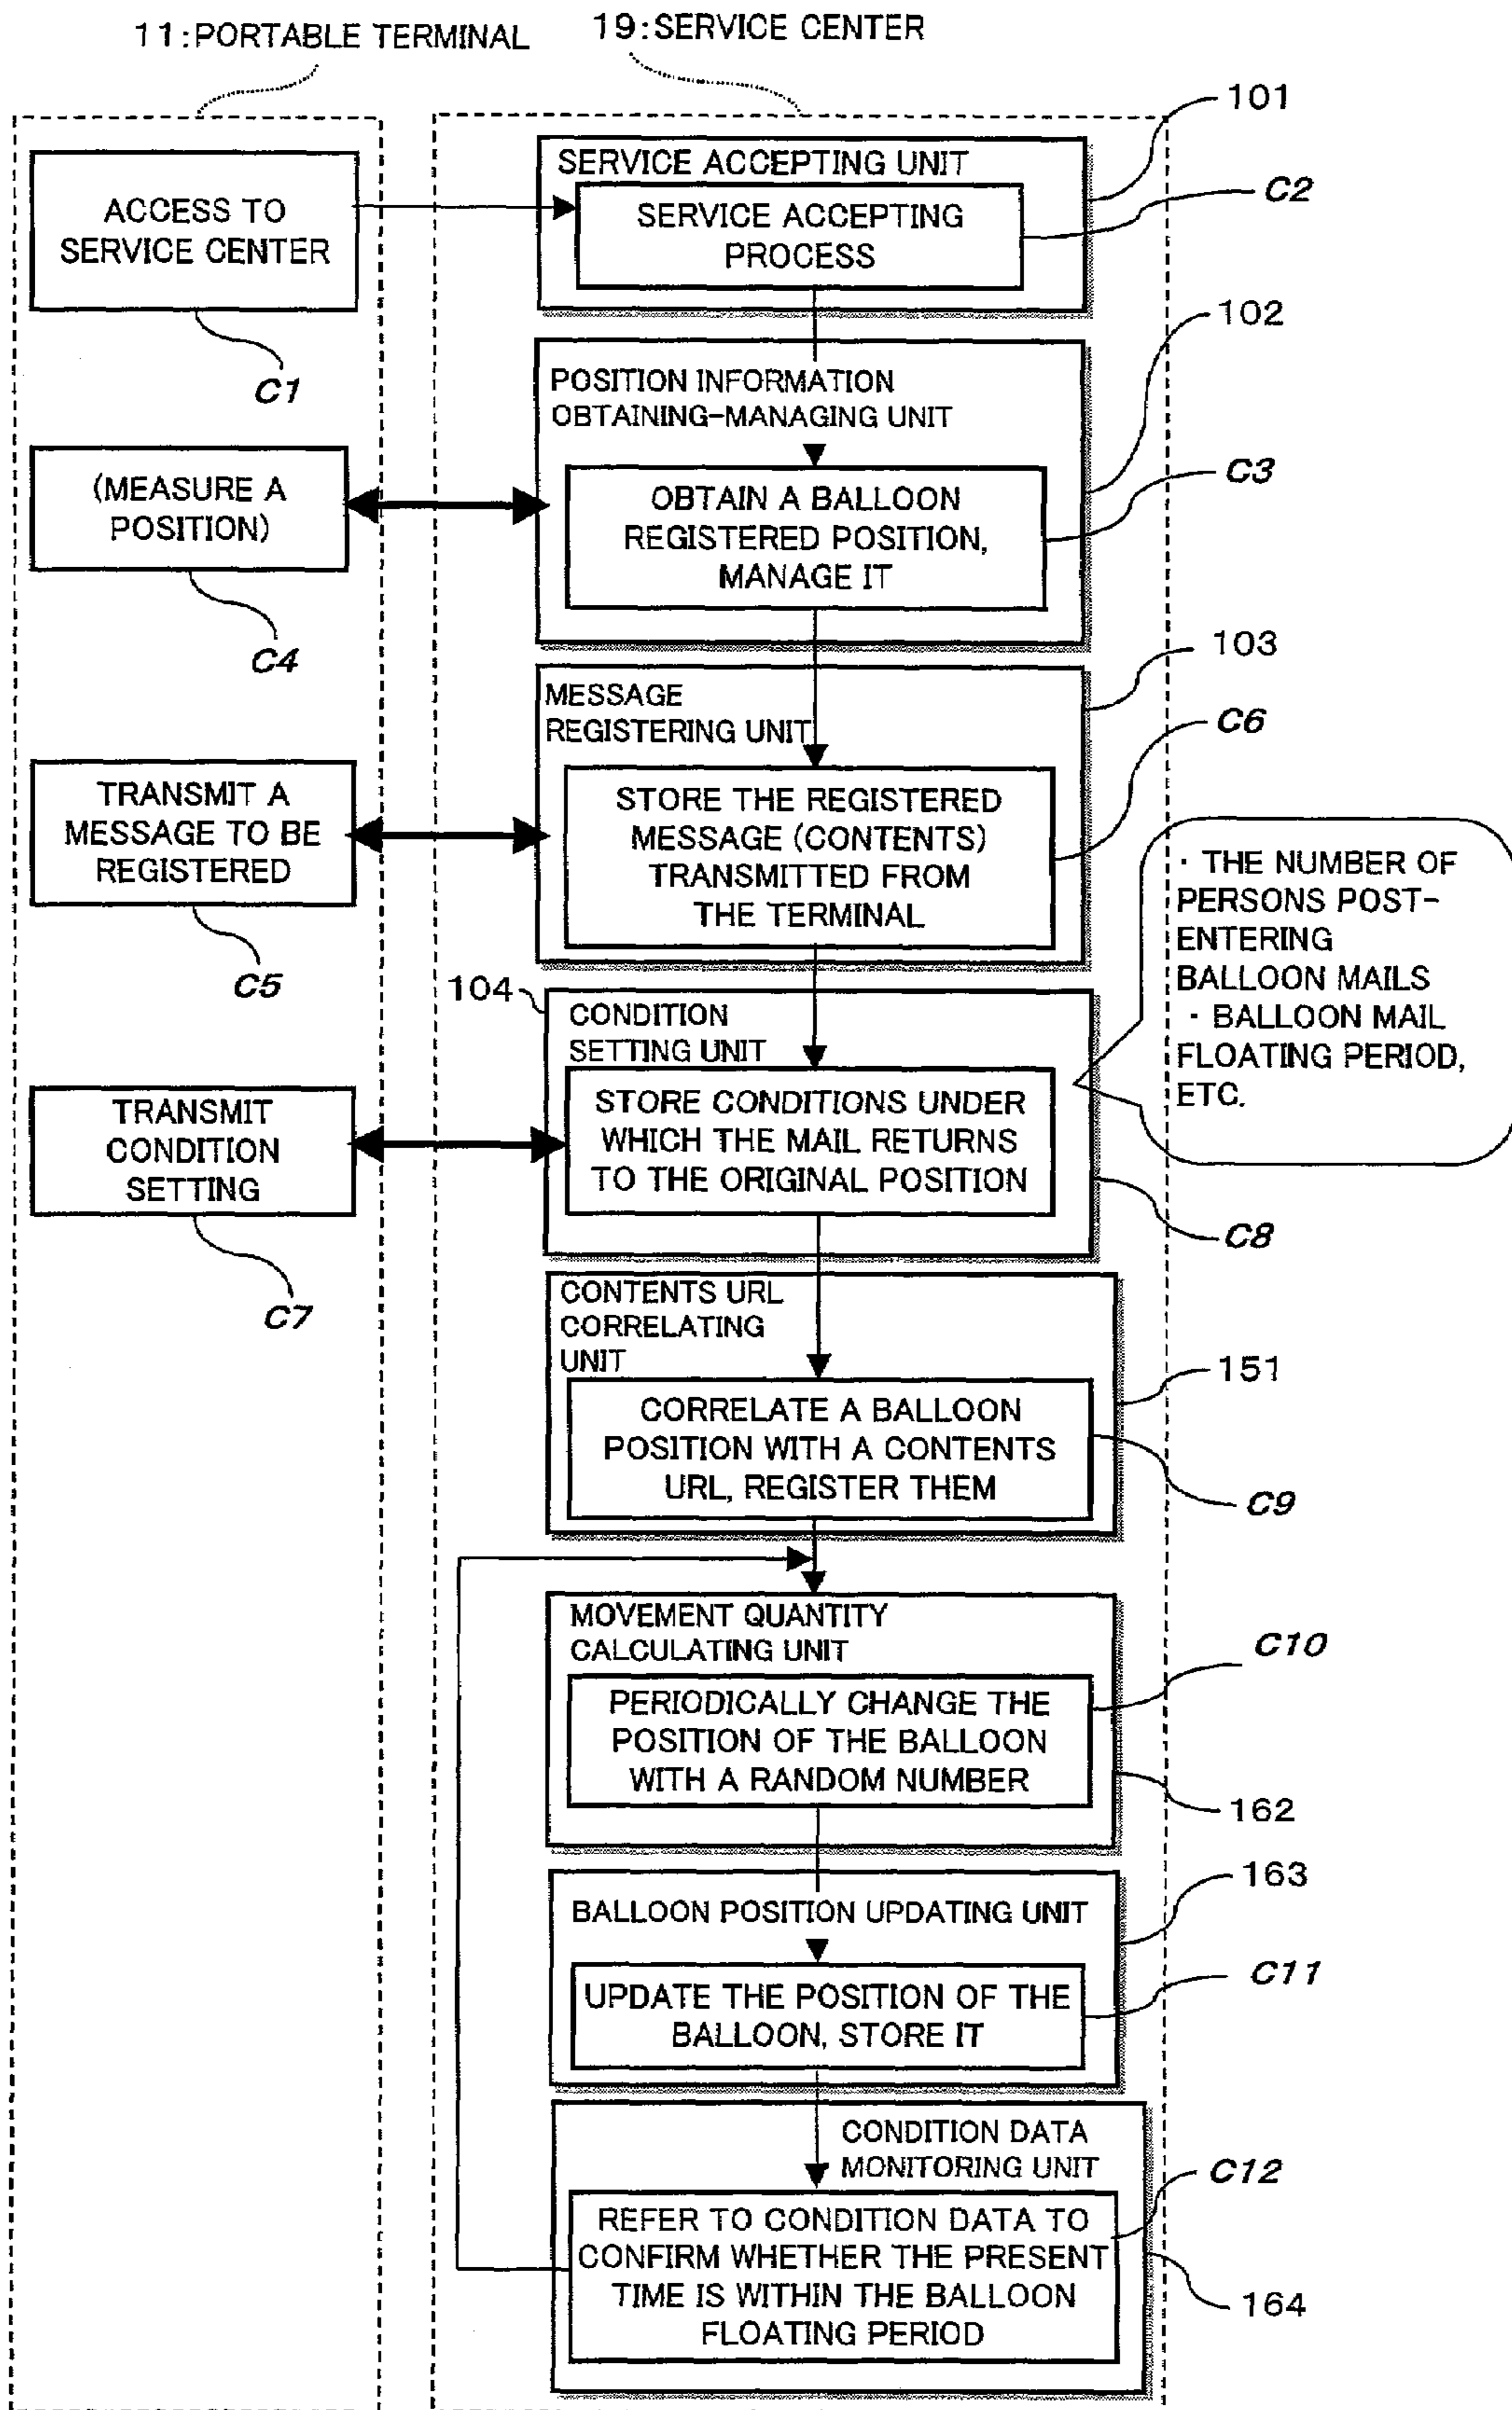 11:PORTABLE TERMINAL
19:SERVICE CENTER
101
SERVICE ACCEPTING UNIT
ACCESS TO
SERVICE CENTER
SERVICE ACCEPTING
PROCESS
C2
C1
102
POSITION INFORMATION
OBTAINING-MANAGING UNIT
(MEASURE A
POSITION)
C4
OBTAIN A BALLOON
REGISTERED POSITION,
MANAGE IT
C3
103
MESSAGE
REGISTERING UNIT
C6
TRANSMIT A
MESSAGE TO BE
REGISTERED
C5
STORE THE REGISTERED
MESSAGE (CONTENTS)
TRANSMITTED FROM
THE TERMINAL
· THE NUMBER OF
PERSONS POST-
ENTERING
BALLOON MAILS
· BALLOON MAIL
FLOATING PERIOD,
ETC.
104
CONDITION
SETTING UNIT
TRANSMIT
CONDITION
SETTING
C7
STORE CONDITIONS UNDER
WHICH THE MAIL RETURNS
TO THE ORIGINAL POSITION
C8
CONTENTS URL
CORRELATING
UNIT
151
CORRELATE A BALLOON
POSITION WITH A CONTENTS
URL, REGISTER THEM
C9
MOVEMENT QUANTITY
CALCULATING UNIT
C10
PERIODICALLY CHANGE THE
POSITION OF THE BALLOON
WITH A RANDOM NUMBER
162
163
BALLOON POSITION UPDATING UNIT
C11
UPDATE THE POSITION OF THE
BALLOON, STORE IT
CONDITION DATA
MONITORING UNIT
C12
REFER TO CONDITION DATA TO
CONFIRM WHETHER THE PRESENT
TIME IS WITHIN THE BALLOON
FLOATING PERIOD
164